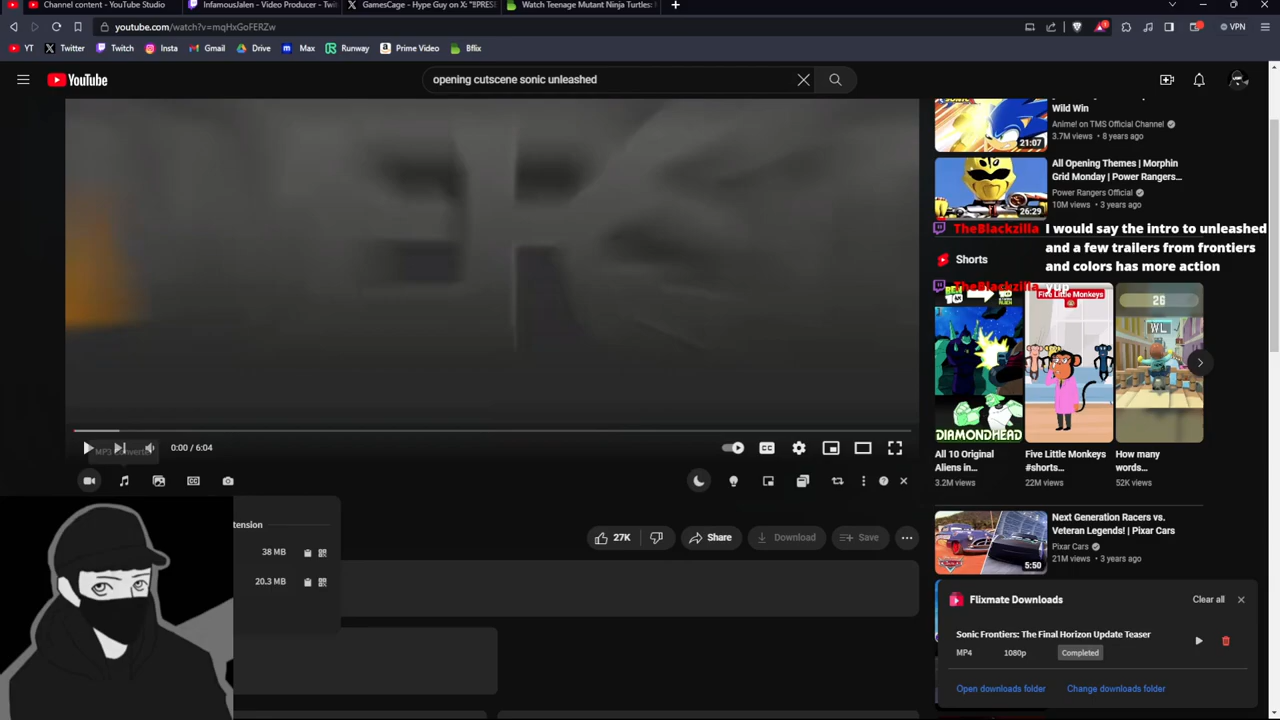 Channel content - YouTube Studio
InfamousJalen - Video Producer - Twit
GamesCage - Hype Guy on X: "8PRES
Watch Teenage Mutant Ninja Turtles:
youtube.com/watch?v=mqHxGoFERZw
VPN
YT
Twitter
Twitch
Insta
Gmail
Drive
Max
Runway
Prime Video
Bflix
YouTube
opening cutscene sonic unleashed
Wild Win
Anime! on TMS Official Channel
3.7M views • 8 years ago
21:07
All Opening Themes | Morphin
Grid Monday | Power Rangers...
Power Rangers Official
10M views • 3 years ago
26:29
TheBlackzilla I would say the intro to unleashed
and a few trailers from frontiers
and colors has more action
Shorts
TheBlackzilla yup
Five Little Monkeys
26
WL
DIAMONDHEAD
All 10 Original
Aliens in...
3.2M views
Five Little Monkeys
#shorts...
22M views
How many
words...
52K views
MP3 Converter
0:00 / 6:04
CC
tension
38 MB
20.3 MB
27K
Share
Download
Save
Next Generation Racers vs.
Veteran Legends! | Pixar Cars
Pixar Cars
21M views • 3 years ago
5:50
Flixmate Downloads
Clear all
Sonic Frontiers: The Final Horizon Update Teaser
MP4
1080p
Completed
Open downloads folder
Change downloads folder